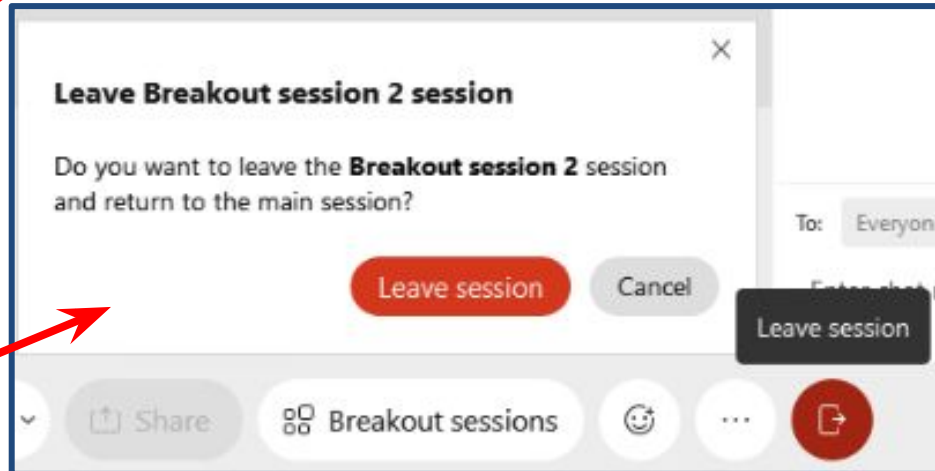 Leave Breakout session 2 session
Do you want to leave the Breakout session 2 session
and return to the main session?
Leave session
Cancel
To:
Leave session
Share
Breakout sessions